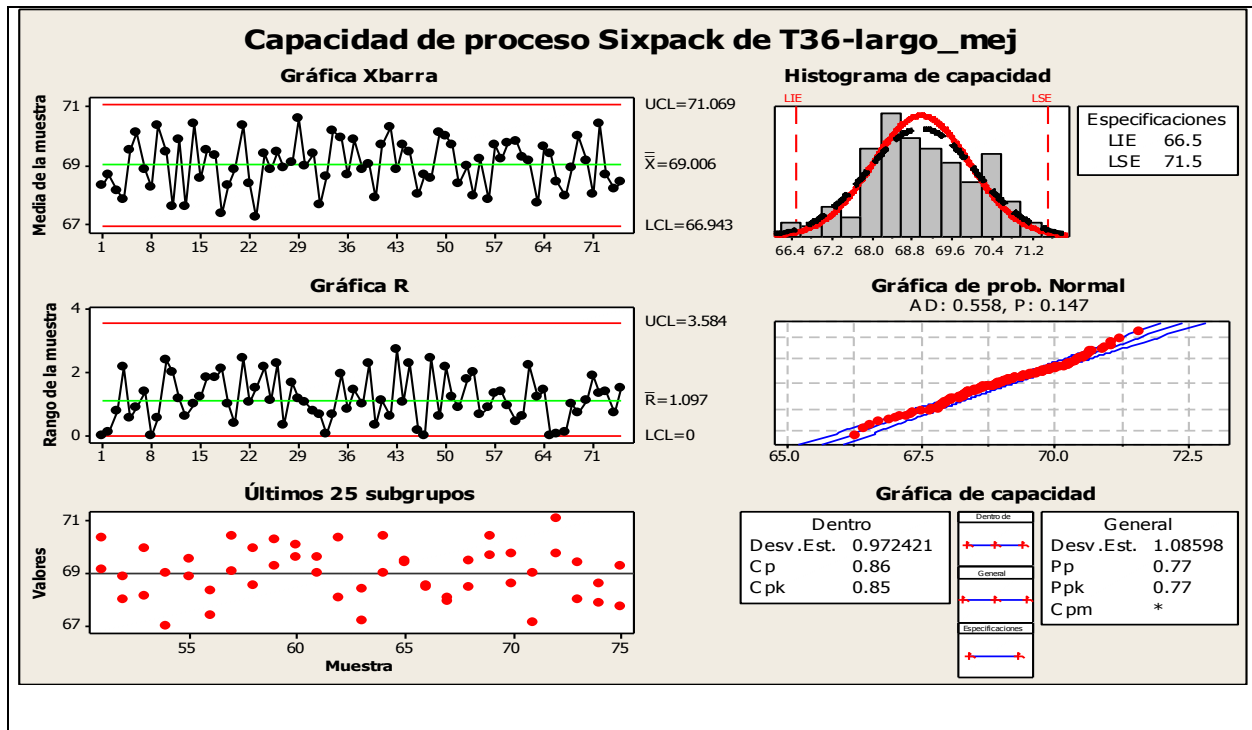 Capacidad de proceso Sixpack de T36-largo_mej
Gráfica Xbarra
Media de la muestra
71
69
67
1 8 15 22 29 36 43 50 57 64 71
UCL=71.069
X=69.006
LCL=66.943
Histograma de capacidad
LIE LSE
66.4 67.2 68.0 68.8 69.6 70.4 71.2
Especificaciones
LIE 66.5
LSE 71.5
Gráfica R
Rango de la muestra
4
2
0
1 8 15 22 29 36 43 50 57 64 71
UCL=3.584
R=1.097
LCL=0
Gráfica de prob. Normal
AD: 0.558, P: 0.147
65.0 67.5 70.0 72.5
Últimos 25 subgrupos
Valores
71
69
67
55 60 65 70 75
Muestra
Gráfica de capacidad
Dentro
Desv.Est. 0.972421
Cp 0.86
Cpk 0.85
Dentro de
General
Especificaciones
General
Desv.Est. 1.08598
Pp 0.77
Ppk 0.77
Cpm *